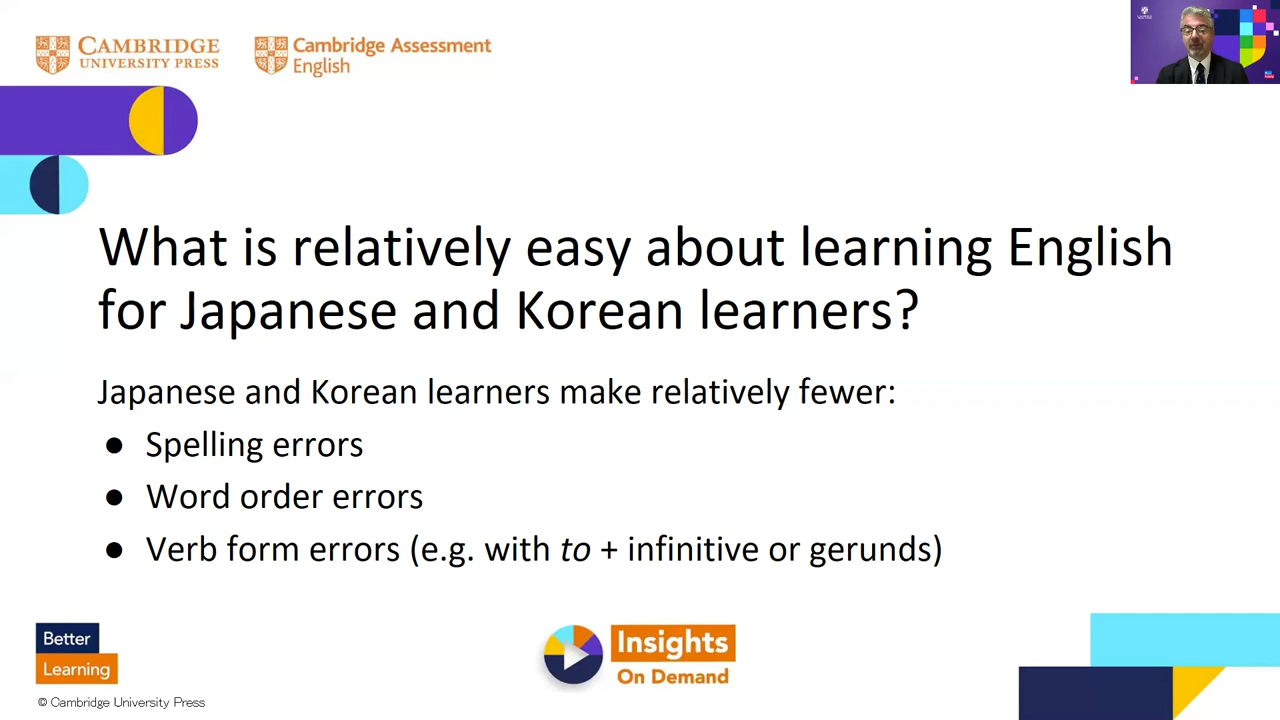 CAMBRIDGE
UNIVERSITY PRESS
Cambridge Assessment
English
What is relatively easy about learning English
for Japanese and Korean learners?
Japanese and Korean learners make relatively fewer:
● Spelling errors
● Word order errors
● Verb form errors (e.g. with to + infinitive or gerunds)
Better
Learning
Insights
On Demand
© Cambridge University Press